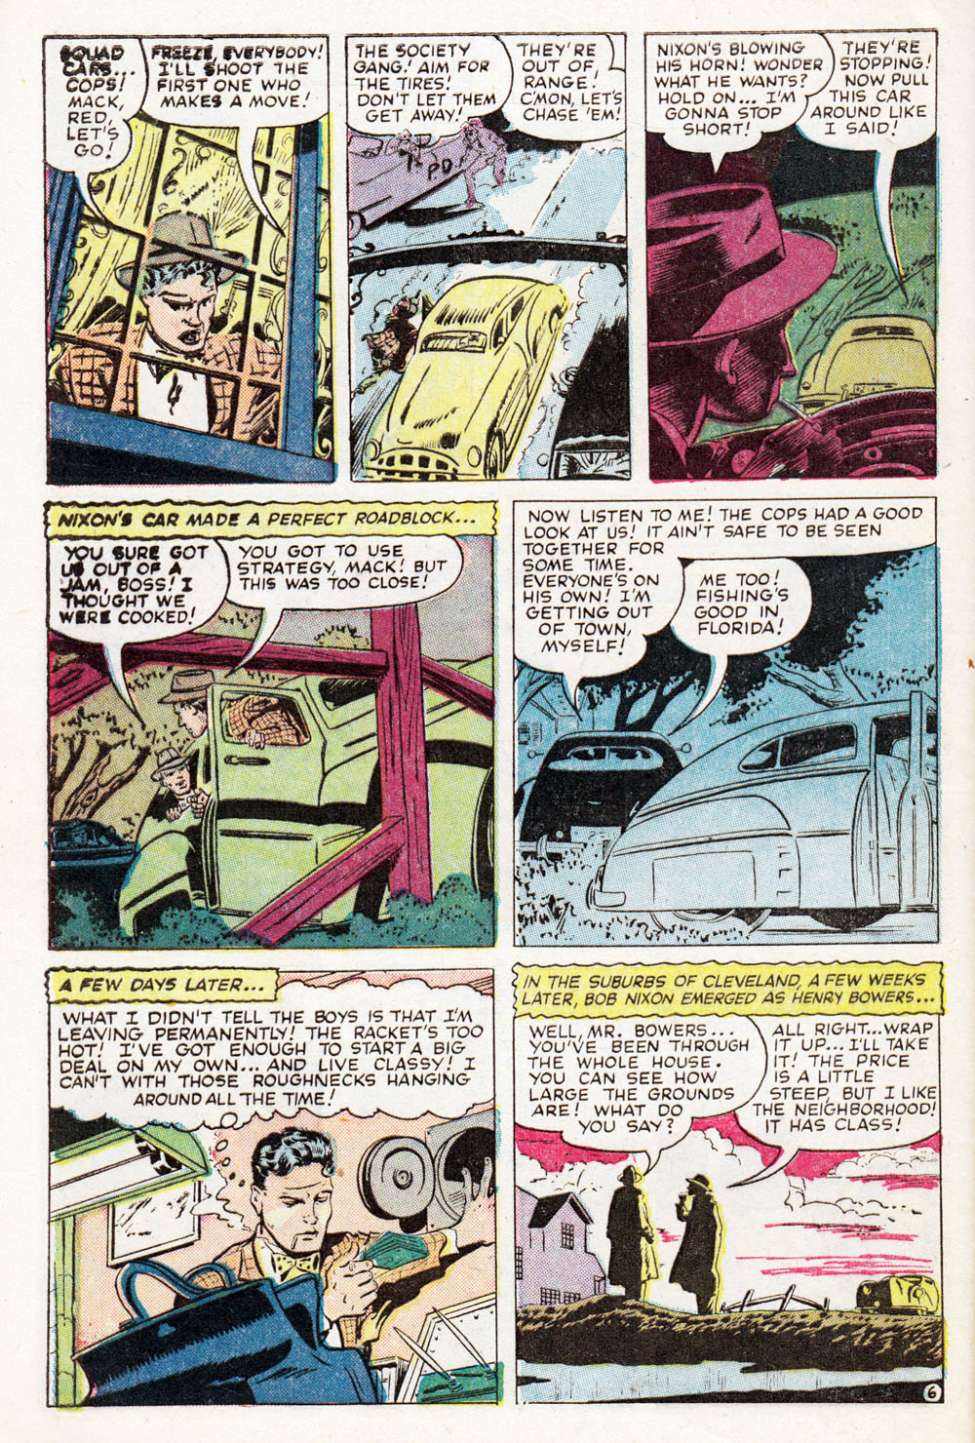 SQUAD
CARS...
COPS!
MACK,
RED,
LET'S
GO!
FREEZE, EVERYBODY!
I'LL SHOOT THE
FIRST ONE WHO
MAKES A MOVE!
THE SOCIETY
GANG! AIM FOR
THE TIRES!
DON'T LET THEM
GET AWAY!
THEY'RE
OUT OF
RANGE!
C'MON, LET'S
CHASE 'EM!
P.D.
NIXON'S BLOWING
HIS HORN! WONDER
WHAT HE WANTS?
HOLD ON... I'M
GONNA STOP
SHORT!
THEY'RE
STOPPING!
NOW PULL
THIS CAR
AROUND LIKE
I SAID!
NIXON'S CAR MADE A PERFECT ROADBLOCK...
YOU SURE GOT
US OUT OF A
JAM, BOSS! I
THOUGHT WE
WERE COOKED!
YOU GOT TO USE
STRATEGY, MACK! BUT
THIS WAS TOO CLOSE!
NOW LISTEN TO ME! THE COPS HAD A GOOD
LOOK AT US! IT AIN'T SAFE TO BE SEEN
TOGETHER FOR
SOME TIME.
EVERYONE'S ON
HIS OWN! I'M
GETTING OUT
OF TOWN,
MYSELF!
ME TOO!
FISHING'S
GOOD IN
FLORIDA!
A FEW DAYS LATER...
WHAT I DIDN'T TELL THE BOYS IS THAT I'M
LEAVING PERMANENTLY! THE RACKET'S TOO
HOT! I'VE GOT ENOUGH TO START A BIG
DEAL ON MY OWN... AND LIVE CLASSY! I
CAN'T WITH THOSE ROUGHNECKS HANGING
AROUND ALL THE TIME!
IN THE SUBURBS OF CLEVELAND, A FEW WEEKS
LATER, BOB NIXON EMERGED AS HENRY BOWERS...
WELL, MR. BOWERS...
YOU'VE BEEN THROUGH
THE WHOLE HOUSE.
YOU CAN SEE HOW
LARGE THE GROUNDS
ARE! WHAT DO
YOU SAY?
ALL RIGHT...WRAP
IT UP... I'LL TAKE
IT! THE PRICE
IS A LITTLE
STEEP, BUT I LIKE
THE NEIGHBORHOOD!
IT HAS CLASS!
6